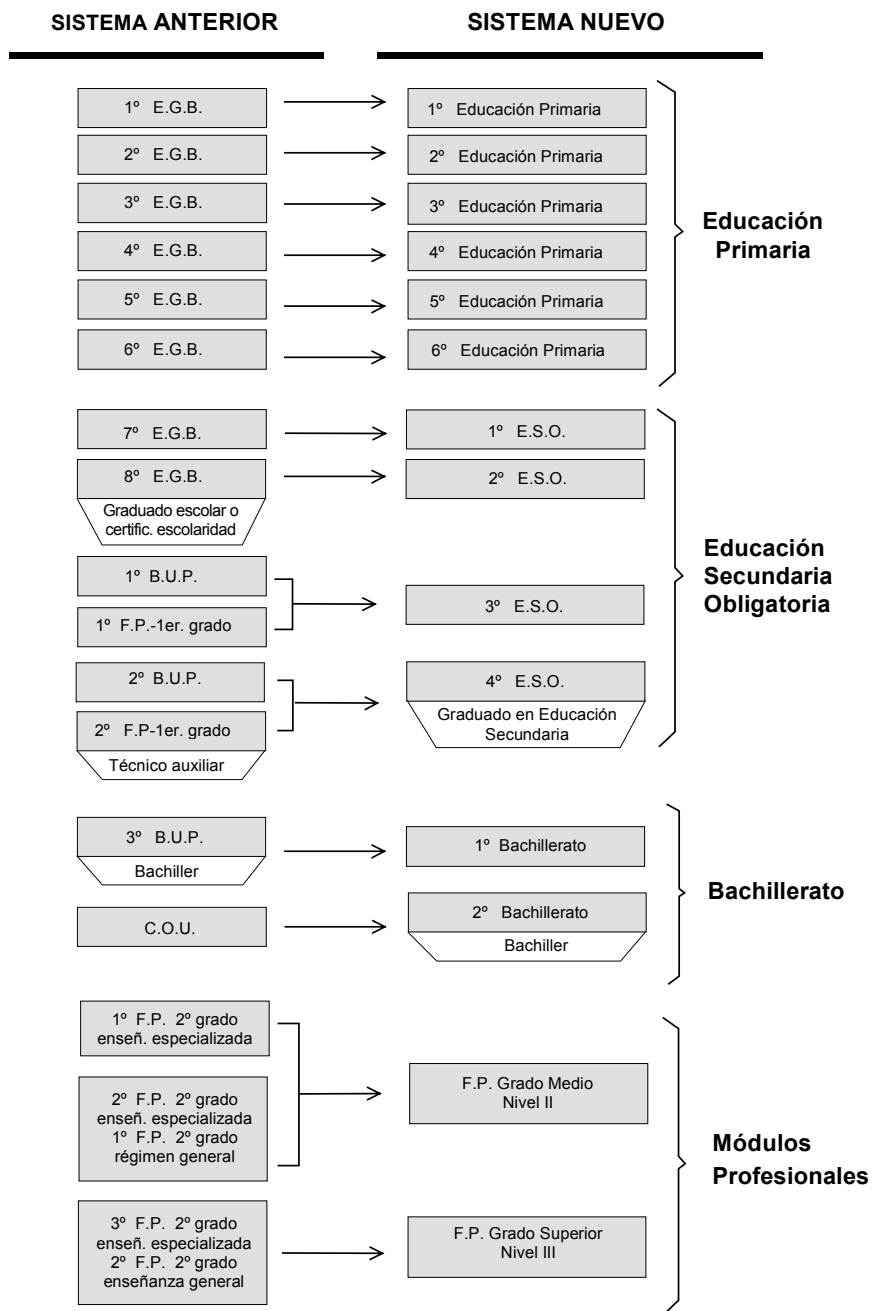 SISTEMA ANTERIOR
SISTEMA NUEVO
1º E.G.B.
1º Educación Primaria
2º E.G.B.
2º Educación Primaria
3º E.G.B.
3º Educación Primaria
4º E.G.B.
4º Educación Primaria
5º E.G.B.
5º Educación Primaria
6º E.G.B.
6º Educación Primaria
Educación
Primaria
7º E.G.B.
1º E.S.O.
8º E.G.B.
2º E.S.O.
Graduado escolar o
certific. escolaridad
1º B.U.P.
1º F.P.-1er. grado
3º E.S.O.
2º B.U.P.
2º F.P-1er. grado
Técnico auxiliar
4º E.S.O.
Graduado en Educación
Secundaria
Educación
Secundaria
Obligatoria
3º B.U.P.
Bachiller
1º Bachillerato
C.O.U.
2º Bachillerato
Bachiller
Bachillerato
1º F.P. 2º grado
enseñ. especializada
2º F.P. 2º grado
enseñ. especializada
1º F.P. 2º grado
régimen general
F.P. Grado Medio
Nivel II
3º F.P. 2º grado
enseñ. especializada
2º F.P. 2º grado
enseñanza general
F.P. Grado Superior
Nivel III
Módulos
Profesionales